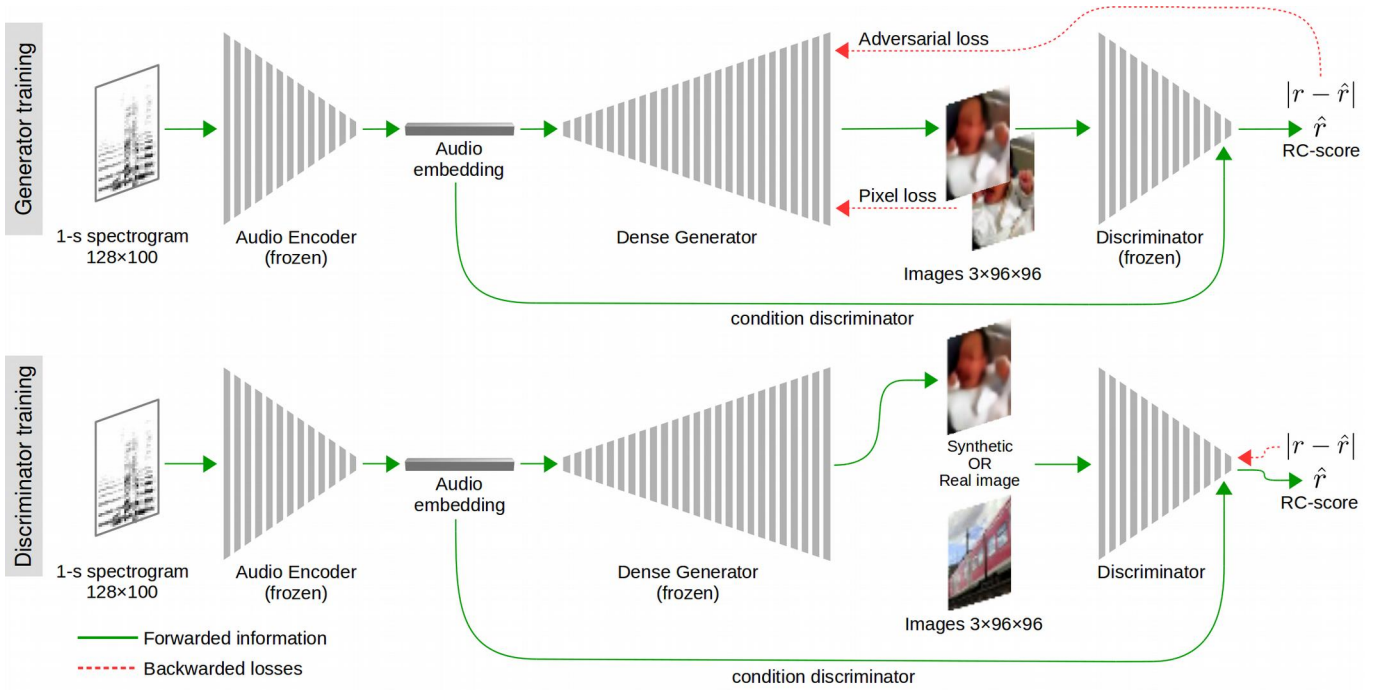 Generator training
1-s spectrogram
128×100
Audio Encoder
(frozen)
Audio
embedding
Dense Generator
Adversarial loss
Pixel loss
Images 3×96×96
Discriminator
(frozen)
|r − r̂|
r̂
RC-score
condition discriminator
Discriminator training
1-s spectrogram
128×100
Audio Encoder
(frozen)
Audio
embedding
Dense Generator
(frozen)
Synthetic
OR
Real image
Images 3×96×96
Discriminator
|r − r̂|
r̂
RC-score
condition discriminator
Forwarded information
Backwarded losses